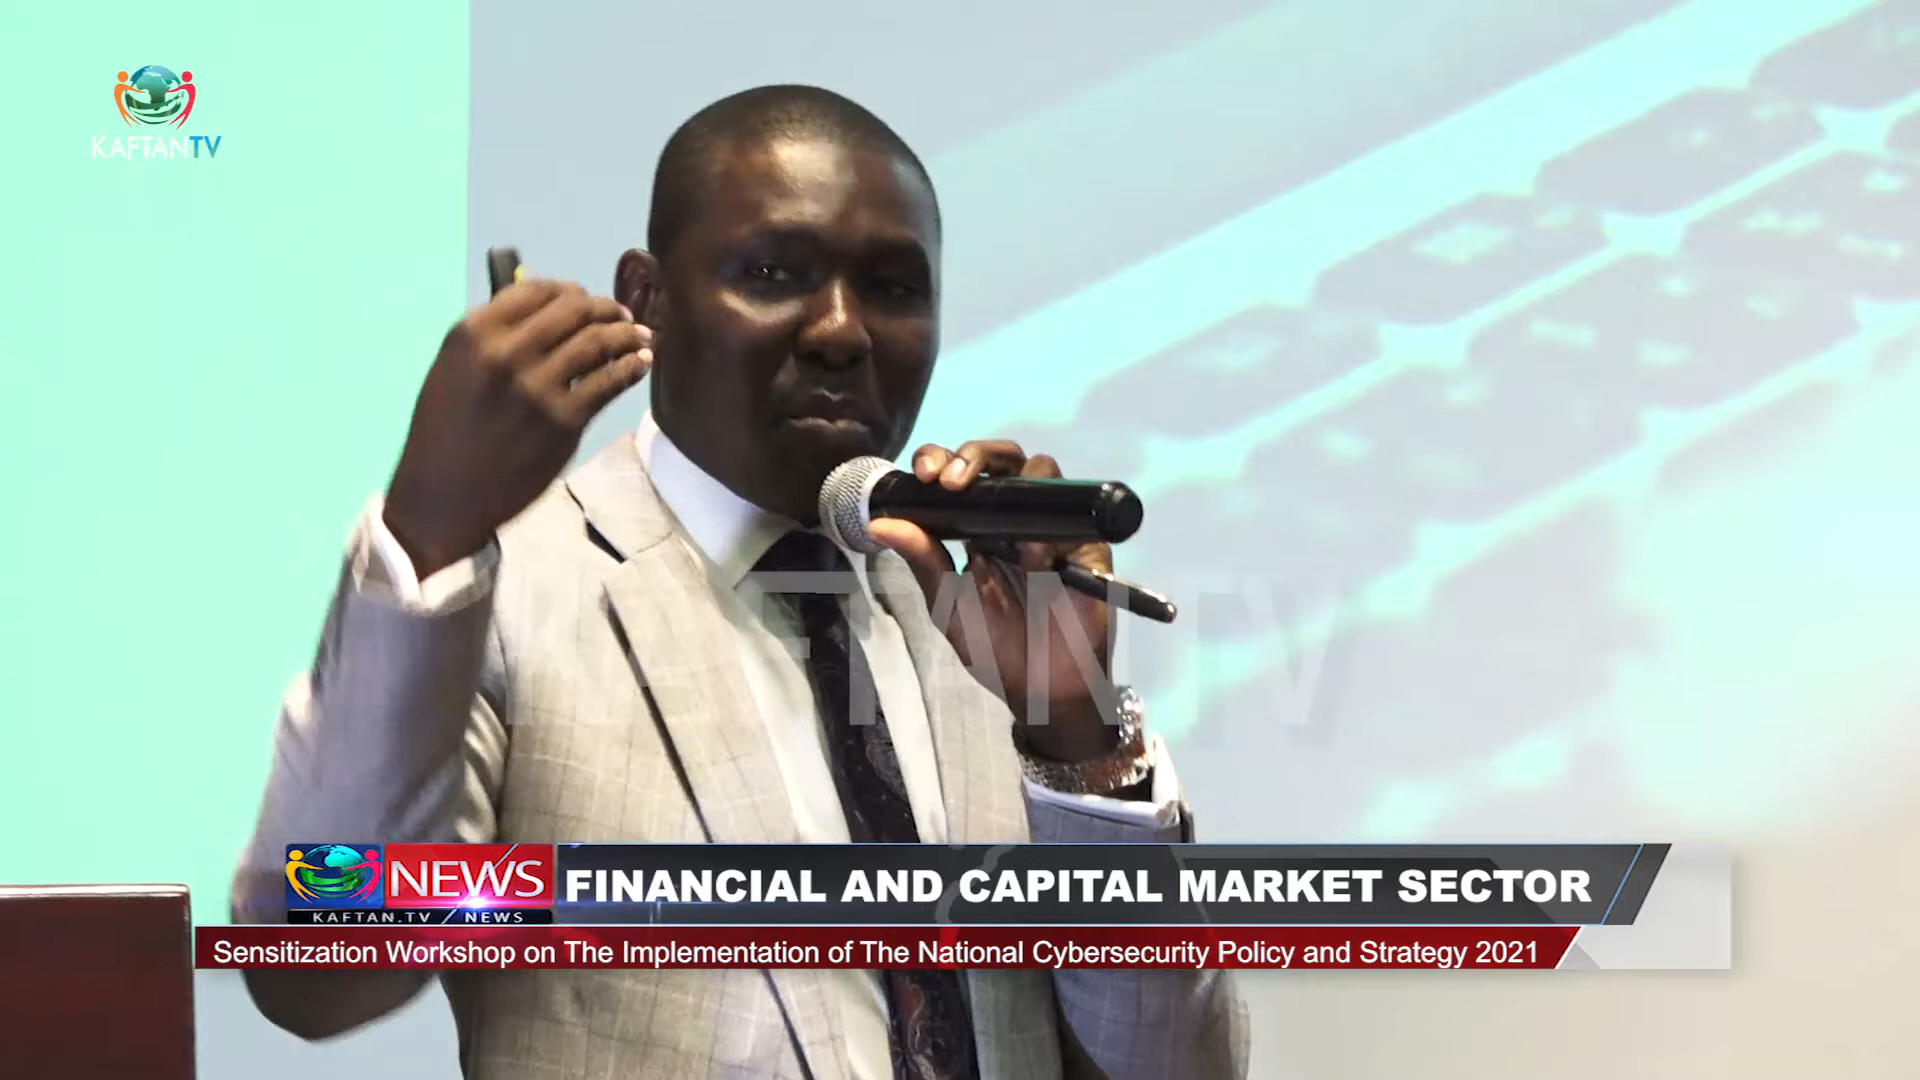 KAFTANTV
KAFTANTV
NEWS
FINANCIAL AND CAPITAL MARKET SECTOR
KAFTAN.TV / NEWS
Sensitization Workshop on The Implementation of The National Cybersecurity Policy and Strategy 2021